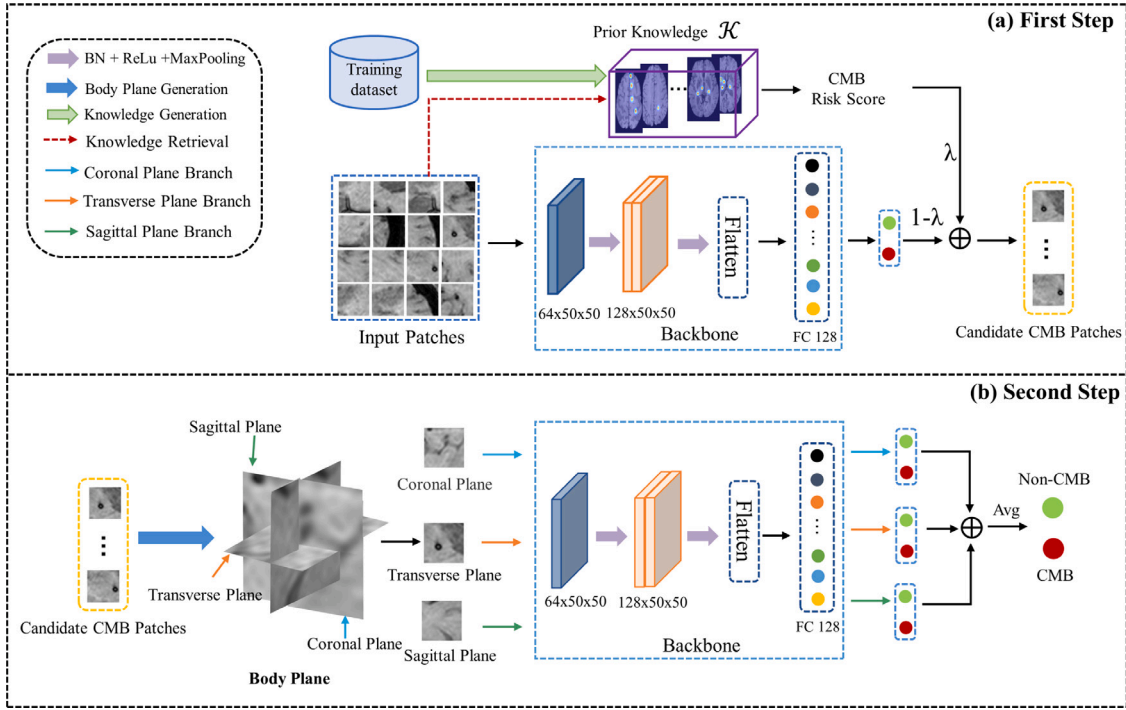 (a) First Step
BN + ReLu +MaxPooling
Body Plane Generation
Knowledge Generation
Knowledge Retrieval
Coronal Plane Branch
Transverse Plane Branch
Sagittal Plane Branch
Training
dataset
Prior Knowledge 𝒦
CMB
Risk Score
λ
1-λ
Flatten
64x50x50
128x50x50
FC 128
Backbone
Input Patches
Candidate CMB Patches
(b) Second Step
Sagittal Plane
Transverse Plane
Coronal Plane
Candidate CMB Patches
Body Plane
Coronal Plane
Transverse Plane
Sagittal Plane
Flatten
64x50x50
128x50x50
FC 128
Backbone
Avg
Non-CMB
CMB